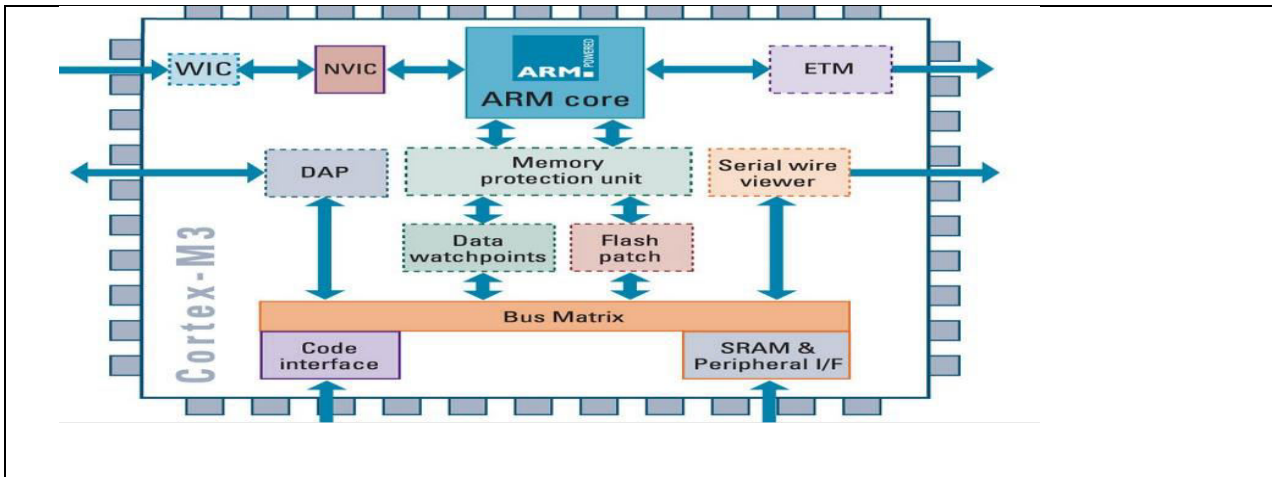 WIC
NVIC
ARM POWERED
ARM core
ETM
DAP
Memory
protection unit
Serial wire
viewer
Data
watchpoints
Flash
patch
Cortex-M3
Bus Matrix
Code
interface
SRAM &
Peripheral I/F